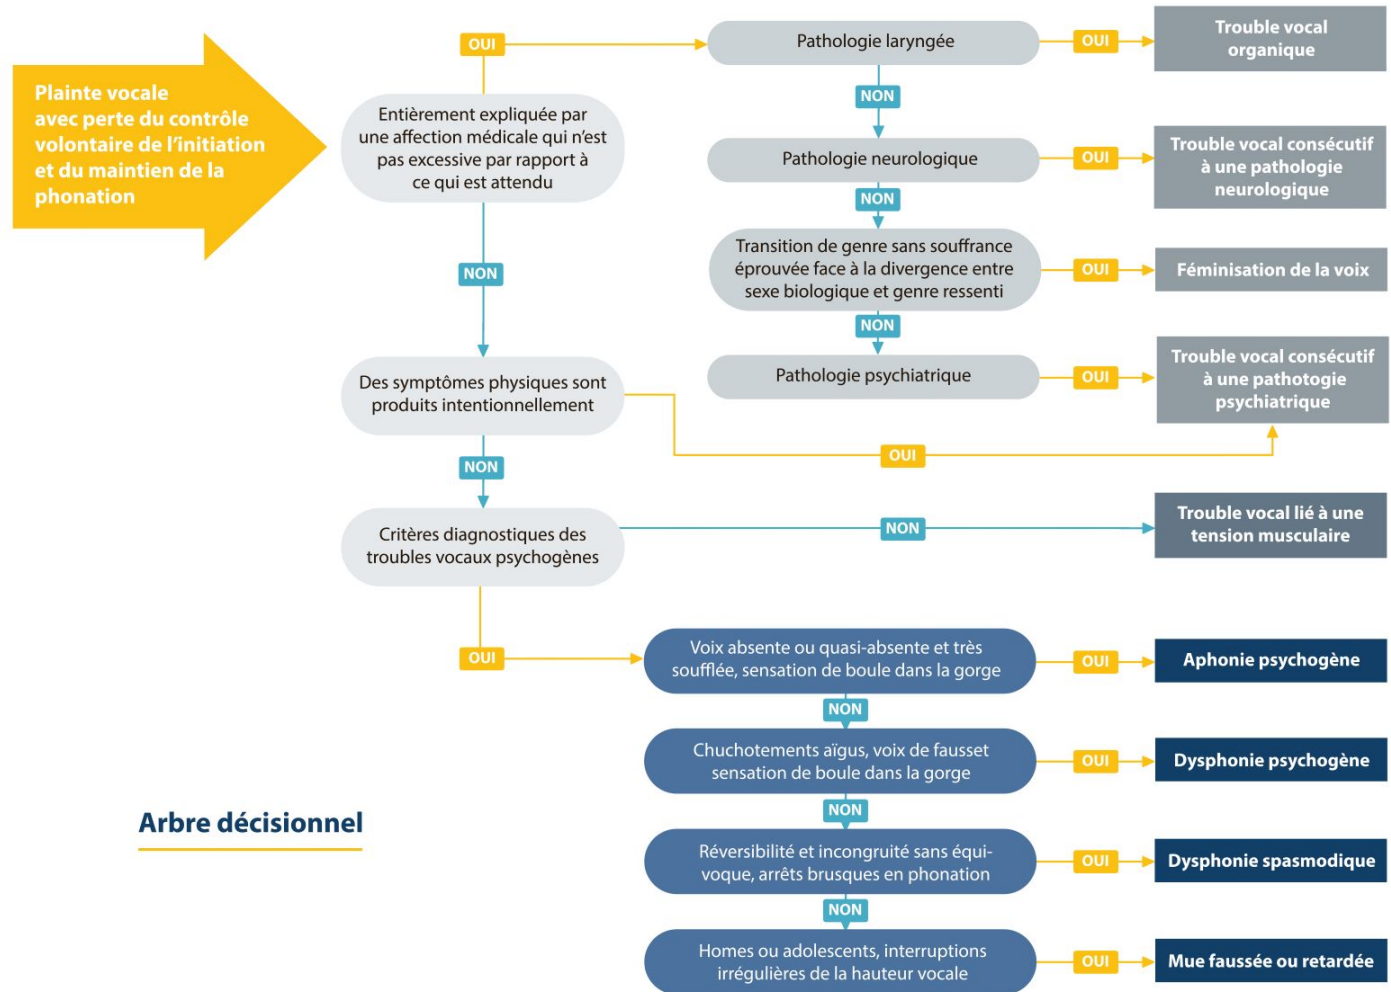 Plainte vocale
avec perte du contrôle
volontaire de l'initiation
et du maintien de la
phonation
Entièrement expliquée par
une affection médicale qui n'est
pas excessive par rapport à
ce qui est attendu
OUI
Pathologie laryngée
OUI
Trouble vocal
organique
NON
Pathologie neurologique
OUI
Trouble vocal consécutif
à une pathologie
neurologique
NON
Transition de genre sans souffrance
éprouvée face à la divergence entre
sexe biologique et genre ressenti
OUI
Féminisation de la voix
NON
Pathologie psychiatrique
OUI
Trouble vocal consécutif
à une pathotogie
psychiatrique
NON
Des symptômes physiques sont
produits intentionnellement
OUI
NON
Critères diagnostiques des
troubles vocaux psychogènes
NON
Trouble vocal lié à une
tension musculaire
OUI
Voix absente ou quasi-absente et très
soufflée, sensation de boule dans la gorge
OUI
Aphonie psychogène
NON
Chuchotements aïgus, voix de fausset
sensation de boule dans la gorge
OUI
Dysphonie psychogène
NON
Réversibilité et incongruité sans équi-
voque, arrêts brusques en phonation
OUI
Dysphonie spasmodique
NON
Homes ou adolescents, interruptions
irrégulières de la hauteur vocale
OUI
Mue faussée ou retardée
Arbre décisionnel